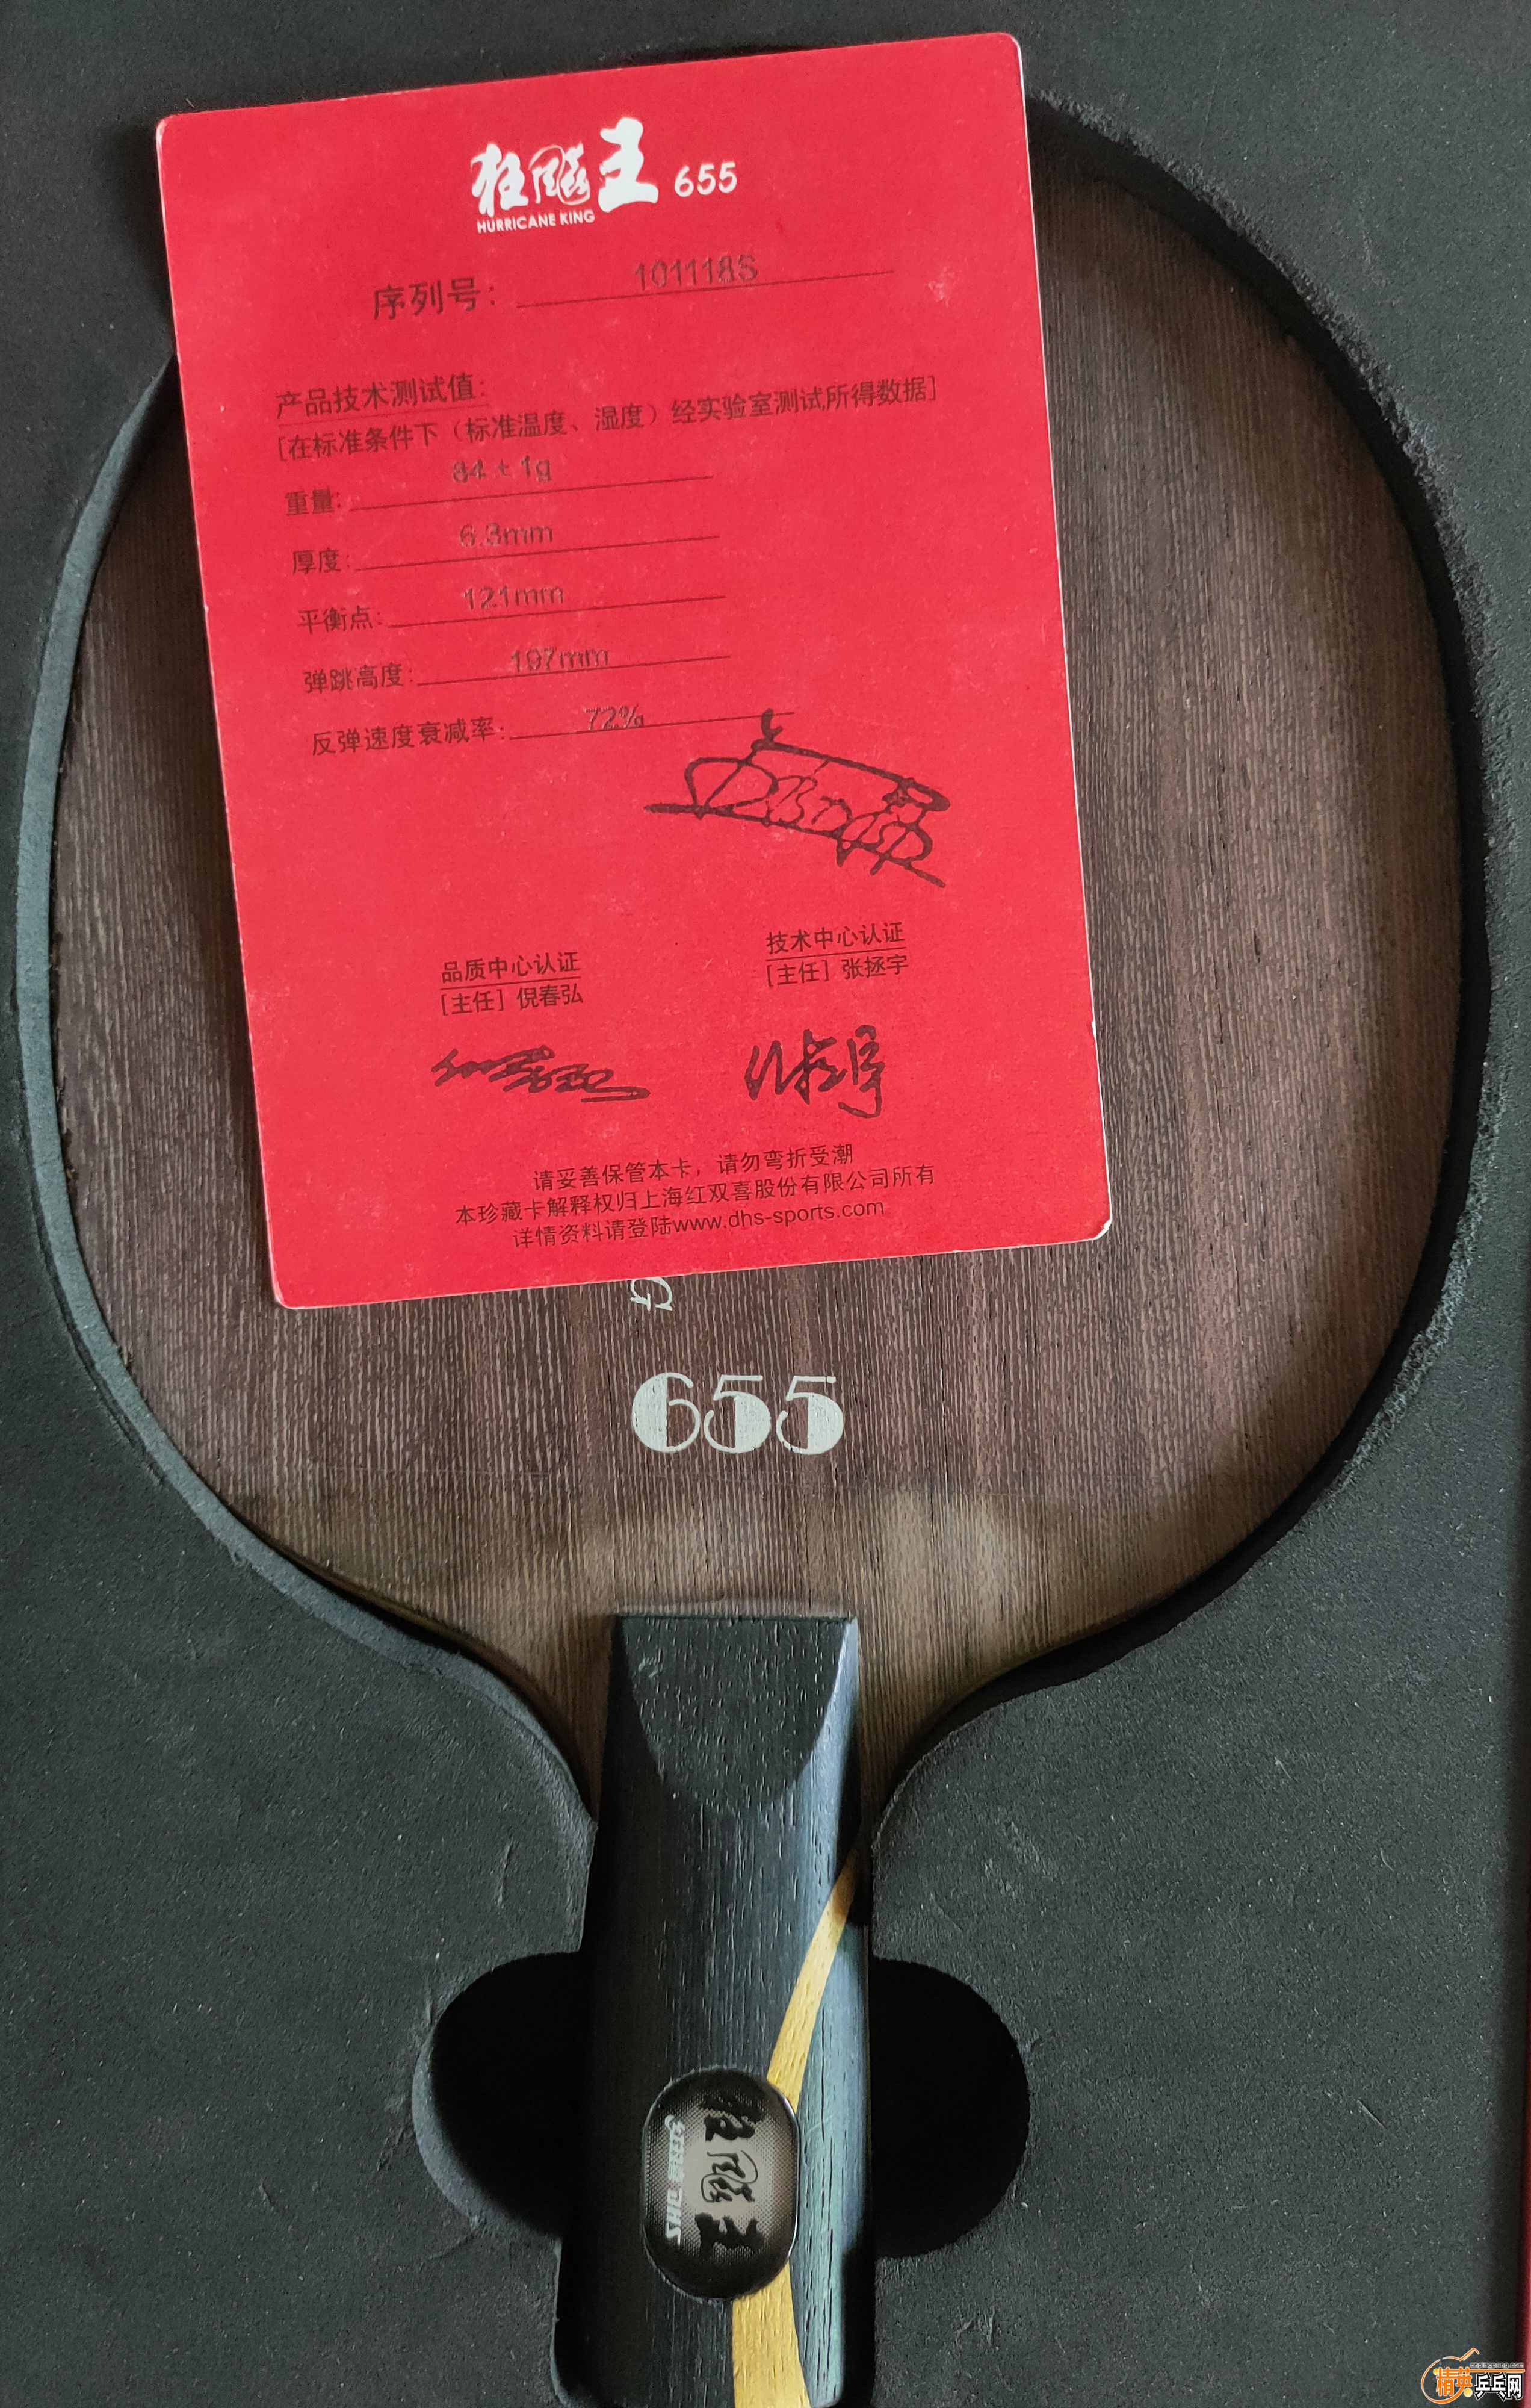 狂飚王 655
HURRICANE KING
序列号： 101118S
产品技术测试值：
[在标准条件下（标准温度、湿度）经实验室测试所得数据]
重量： 84±1g
厚度： 6.3mm
平衡点： 121mm
弹跳高度： 107mm
反弹速度衰减率： 72%
品质中心认证
[主任] 倪春弘
技术中心认证
[主任] 张拯宇
请妥善保管本卡，请勿弯折受潮
本珍藏卡解释权归上海红双喜股份有限公司所有
详情资料请登陆www.dhs-sports.com
G
655
狂飚王
红双喜 DHS
精英乒乓网